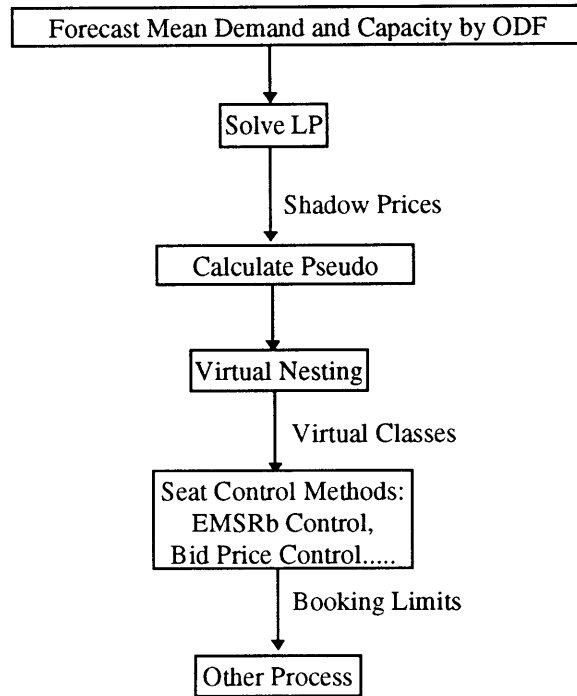 Forecast Mean Demand and Capacity by ODF
Solve LP
Shadow Prices
Calculate Pseudo
Virtual Nesting
Virtual Classes
Seat Control Methods:
EMSRb Control,
Bid Price Control.....
Booking Limits
Other Process